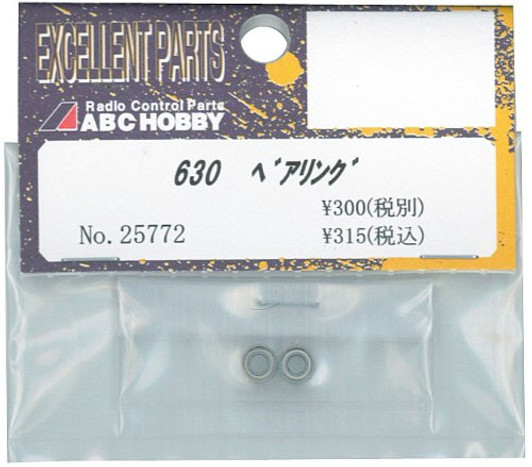 EXCELLENT PARTS
Radio Control Parts
ABC HOBBY
630 ベアリング
¥300(税別)
No.25772 ¥315(税込)